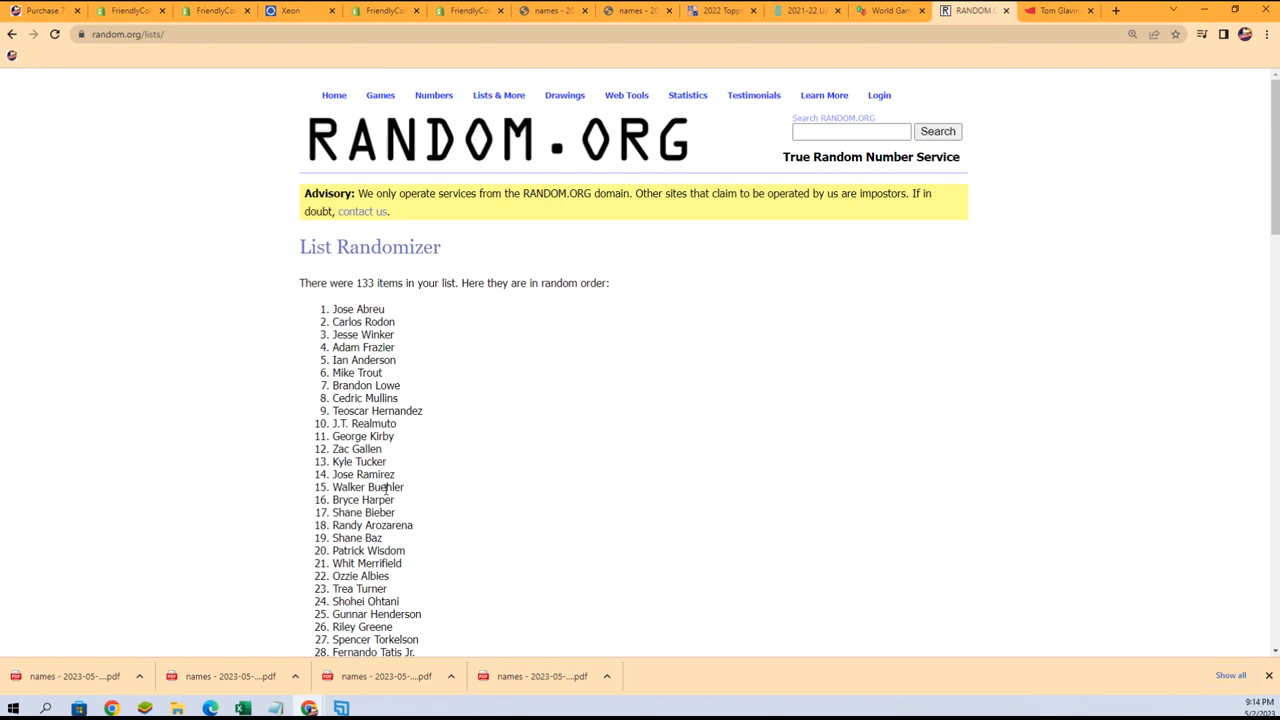 Purchase 7
FriendlyCo
FriendlyCo
Xeon
FriendlyCo
FriendlyCo
names - 20
names - 20
2022 Topps
2021-22 Up
World Gam
RANDOM.O
Tom Glavin
random.org/lists/
Home Games Numbers Lists & More Drawings Web Tools Statistics Testimonials Learn More Login
RANDOM.ORG
Search RANDOM.ORG
Search
True Random Number Service
Advisory: We only operate services from the RANDOM.ORG domain. Other sites that claim to be operated by us are impostors. If in
doubt, contact us.
List Randomizer
There were 133 items in your list. Here they are in random order:
1. Jose Abreu
2. Carlos Rodon
3. Jesse Winker
4. Adam Frazier
5. Ian Anderson
6. Mike Trout
7. Brandon Lowe
8. Cedric Mullins
9. Teoscar Hernandez
10. J.T. Realmuto
11. George Kirby
12. Zac Gallen
13. Kyle Tucker
14. Jose Ramirez
15. Walker Buehler
16. Bryce Harper
17. Shane Bieber
18. Randy Arozarena
19. Shane Baz
20. Patrick Wisdom
21. Whit Merrifield
22. Ozzie Albies
23. Trea Turner
24. Shohei Ohtani
25. Gunnar Henderson
26. Riley Greene
27. Spencer Torkelson
28. Fernando Tatis Jr.
names - 2023-05-....pdf
names - 2023-05-....pdf
names - 2023-05-....pdf
names - 2023-05-....pdf
Show all
9:14 PM
5/2/2023